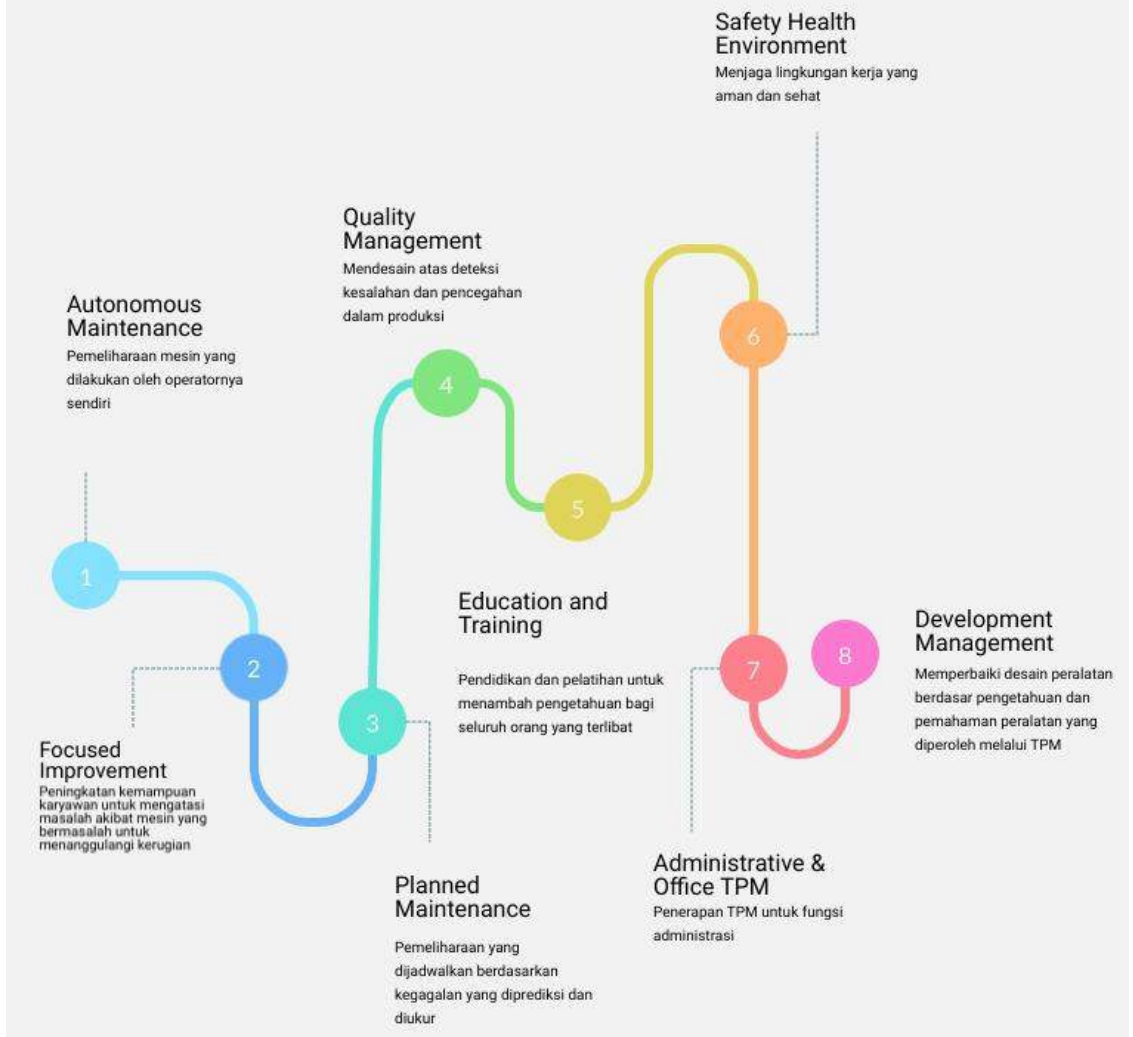 Safety Health
Environment
Menjaga lingkungan kerja yang
aman dan sehat
Quality
Management
Mendesain atas deteksi
kesalahan dan pencegahan
dalam produksi
Autonomous
Maintenance
Pemeliharaan mesin yang
dilakukan oleh operatornya
sendiri
6
4
5
1
Education and
Training
Pendidikan dan pelatihan untuk
menambah pengetahuan bagi
seluruh orang yang terlibat
Development
Management
Memperbaiki desain peralatan
berdasar pengetahuan dan
pemahaman peralatan yang
diperoleh melalui TPM
2
3
7
8
Focused
Improvement
Peningkatan kemampuan
karyawan untuk mengatasi
masalah akibat mesin yang
bermasalah untuk
menanggulangi kerugian
Planned
Maintenance
Pemeliharaan yang
dijadwalkan berdasarkan
kegagalan yang diprediksi dan
diukur
Administrative &
Office TPM
Penerapan TPM untuk fungsi
administrasi